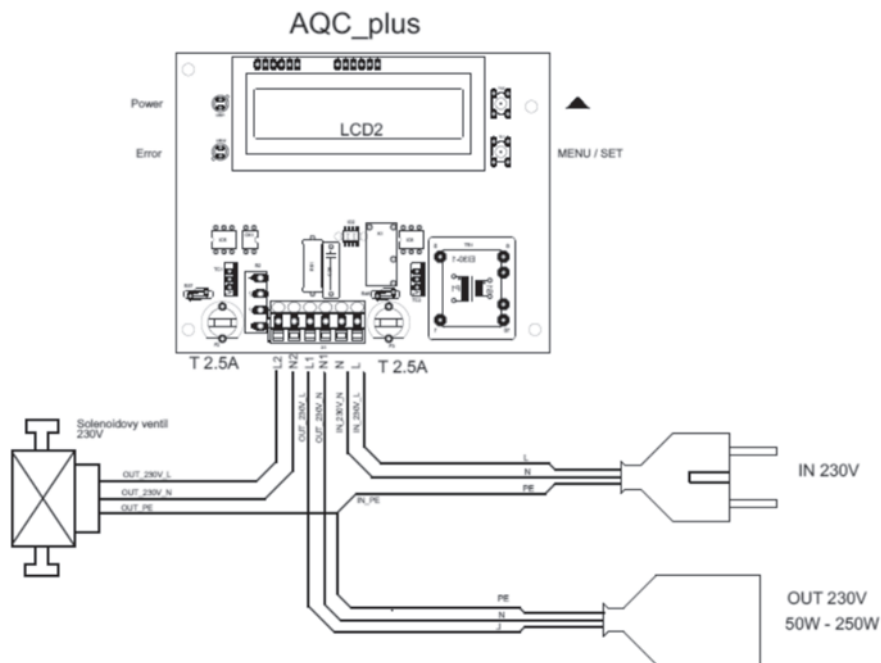 AQC_plus
Power
LCD2
Error
MENU / SET
T 2.5A
L2
N2
L1
N1
N
L
T 2.5A
OUT_230V_L
OUT_230V_N
IN_230V_N
IN_230V_L
Solenoidovy ventil
230V
OUT_230V_L
OUT_230V_N
OUT_PE
IN_PE
L
N
PE
IN 230V
PE
N
OUT 230V
50W - 250W